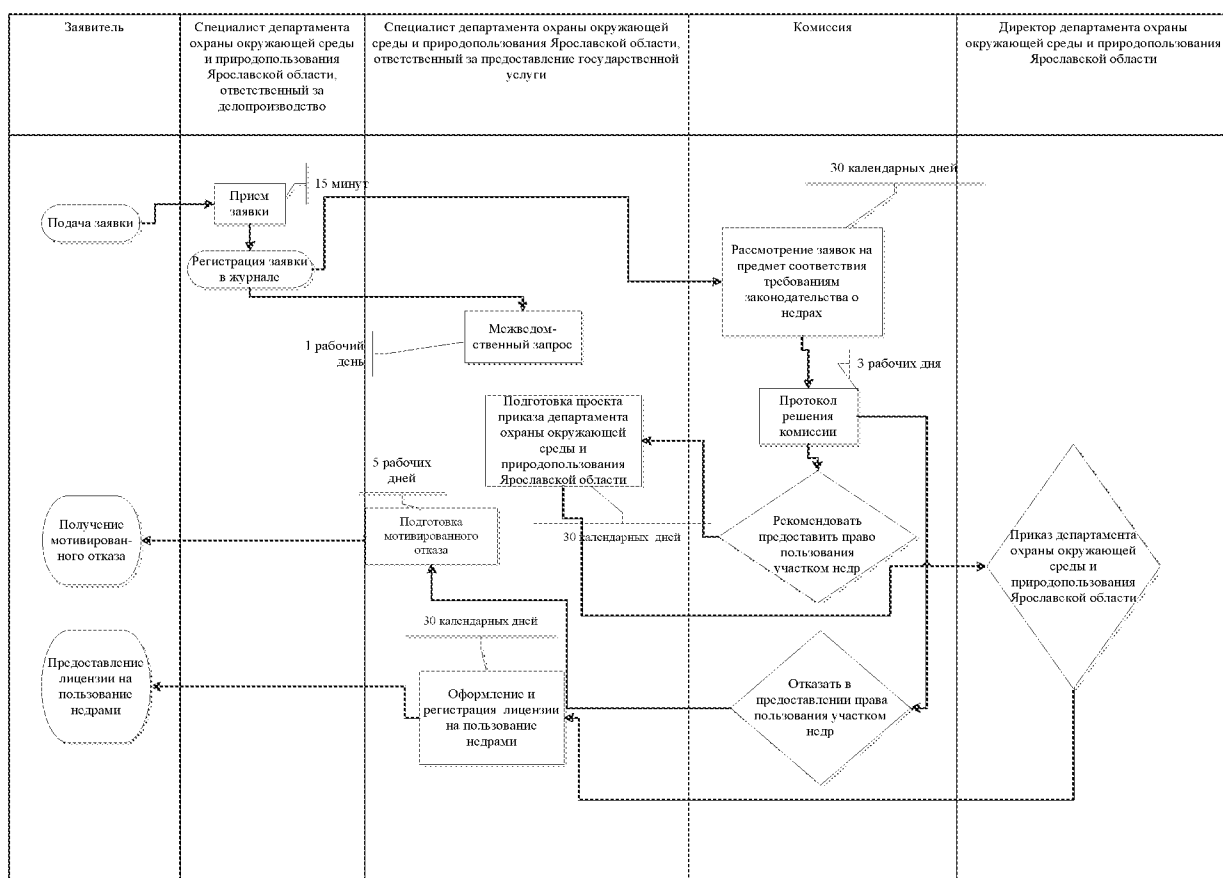 Заявитель
Специалист департамента
охраны окружающей среды
и природопользования
Ярославской области,
ответственный за
делопроизводство
Специалист департамента охраны окружающей
среды и природопользования Ярославской области,
ответственный за предоставление государственной
услуги
Комиссия
Директор департамента охраны
окружающей среды и природопользования
Ярославской области
30 календарных дней
15 минут
Прием
заявки
Подача заявки
Регистрация заявки
в журнале
Рассмотрение заявок на
предмет соответствия
требованиям
законодательства о
недрах
Межведом-
ственный запрос
1 рабочий
день
3 рабочих дня
Протокол
решения
комиссии
Подготовка проекта
приказа департамента
охраны окружающей
среды и
природопользования
Ярославской области
5 рабочих
дней
30 календарных дней
Подготовка
мотивированного
отказа
Получение
мотивирован-
ного отказа
Рекомендовать
предоставить право
пользования
участком недр
Приказ департамента
охраны окружающей
среды и
природопользования
Ярославской области
30 календарных дней
Предоставление
лицензии на
пользование
недрами
Оформление и
регистрация лицензии
на пользование
недрами
Отказать в
предоставлении права
пользования участком
недр